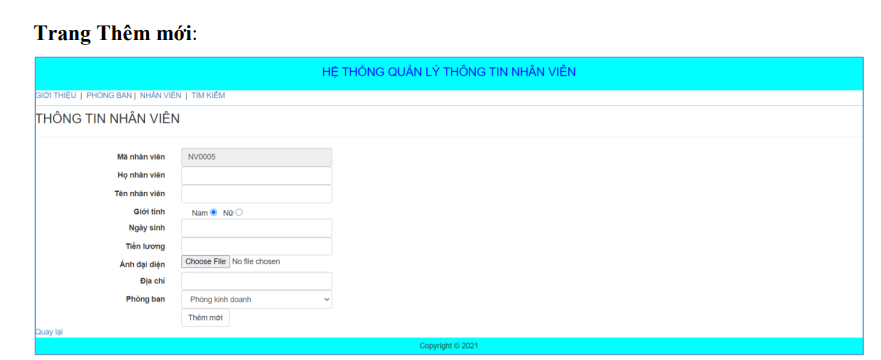 Trang Thêm mới:
HỆ THỐNG QUẢN LÝ THÔNG TIN NHÂN VIÊN
GIỚI THIỆU | PHÒNG BAN | NHÂN VIÊN | TÌM KIẾM
THÔNG TIN NHÂN VIÊN
Mã nhân viên NV0005
Họ nhân viên
Tên nhân viên
Giới tính Nam Nữ
Ngày sinh
Tiền lương
Ảnh đại diện Choose File No file chosen
Địa chỉ
Phòng ban Phòng kinh doanh
Thêm mới
Quay lại
Copyright © 2021